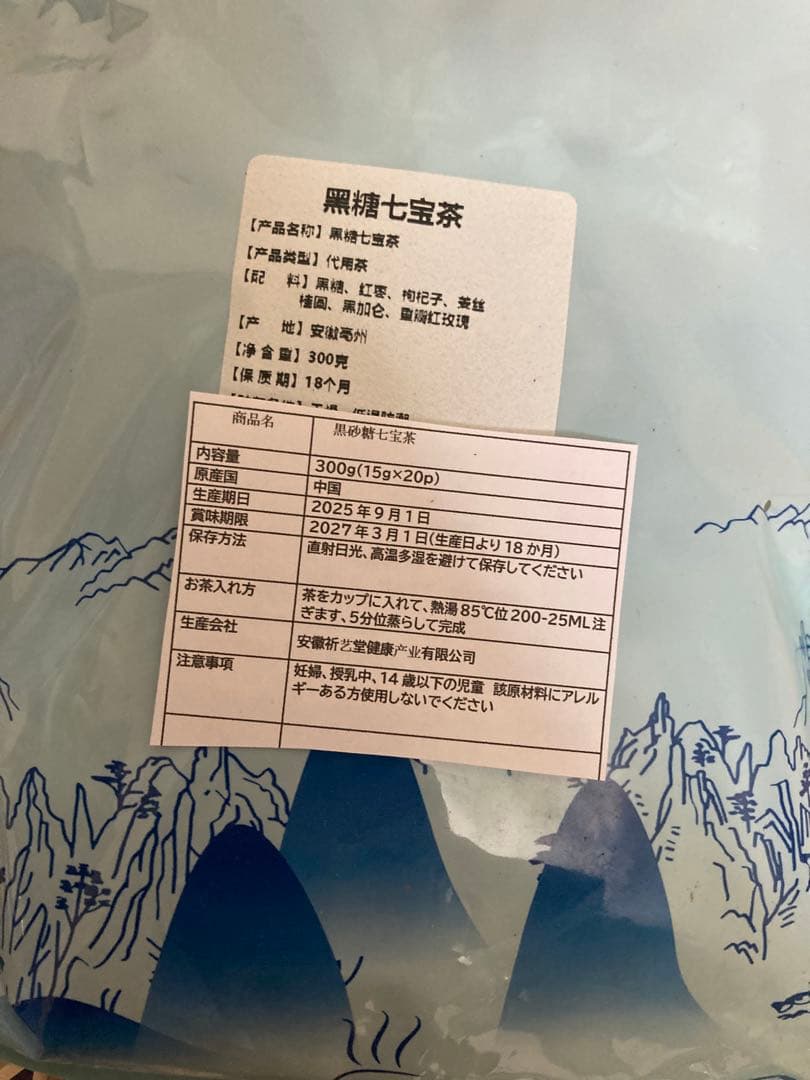 黑糖七宝茶
【产品名称】黑糖七宝茶
【产品类型】代用茶
【配 料】黑糖、红枣、枸杞子、姜丝
桂圆、黑加仑、重瓣红玫瑰
【产 地】安徽亳州
【净含量】300克
【保质期】18个月
商品名 黒砂糖七宝茶
内容量 300g(15g×20p)
原産国 中国
生産期日 2025年9月1日
賞味期限 2027年3月1日(生産日より18か月)
保存方法 直射日光、高温多湿を避けて保存してください
お茶入れ方 茶をカップに入れて、熱湯85℃位200-25ML注
ぎます、5分位蒸らして完成
生産会社 安徽祈艺堂健康产业有限公司
注意事項 妊婦、授乳中、14歳以下の児童 該原材料にアレル
ギーある方使用しないでください